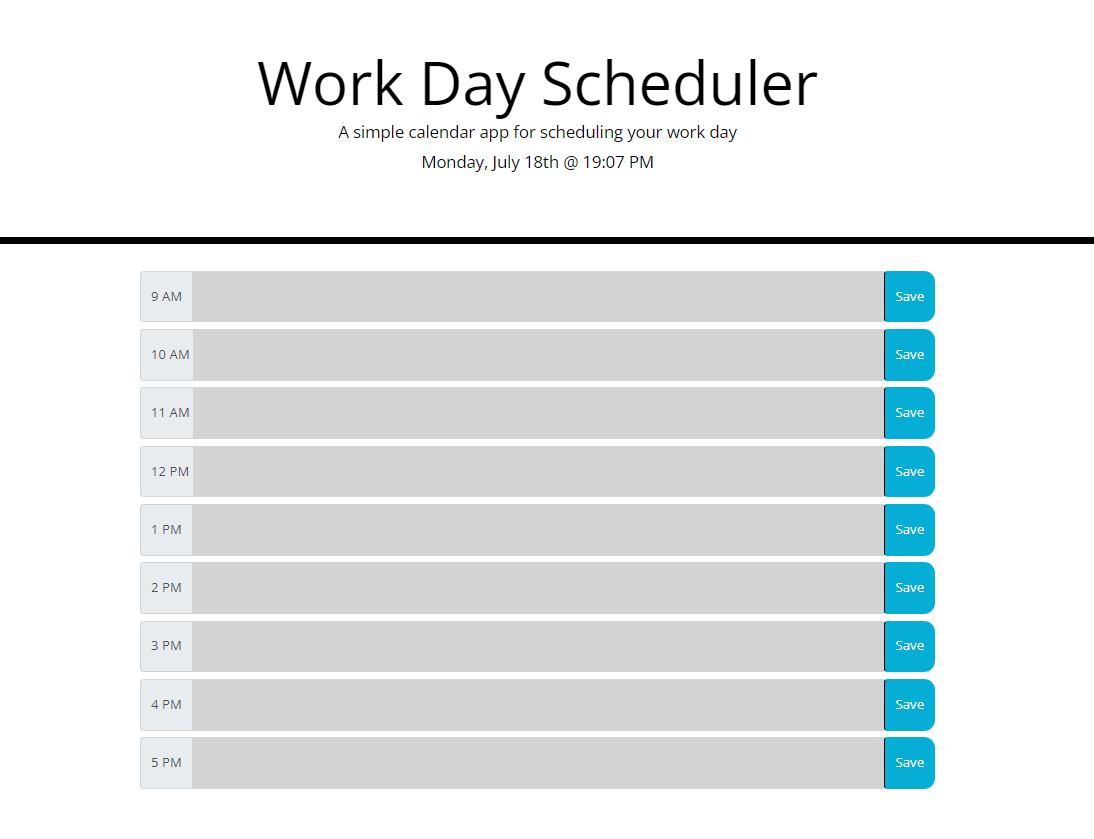 Work Day Scheduler
A simple calendar app for scheduling your work day
Monday, July 18th @ 19:07 PM
9 AM Save
10 AM Save
11 AM Save
12 PM Save
1 PM Save
2 PM Save
3 PM Save
4 PM Save
5 PM Save